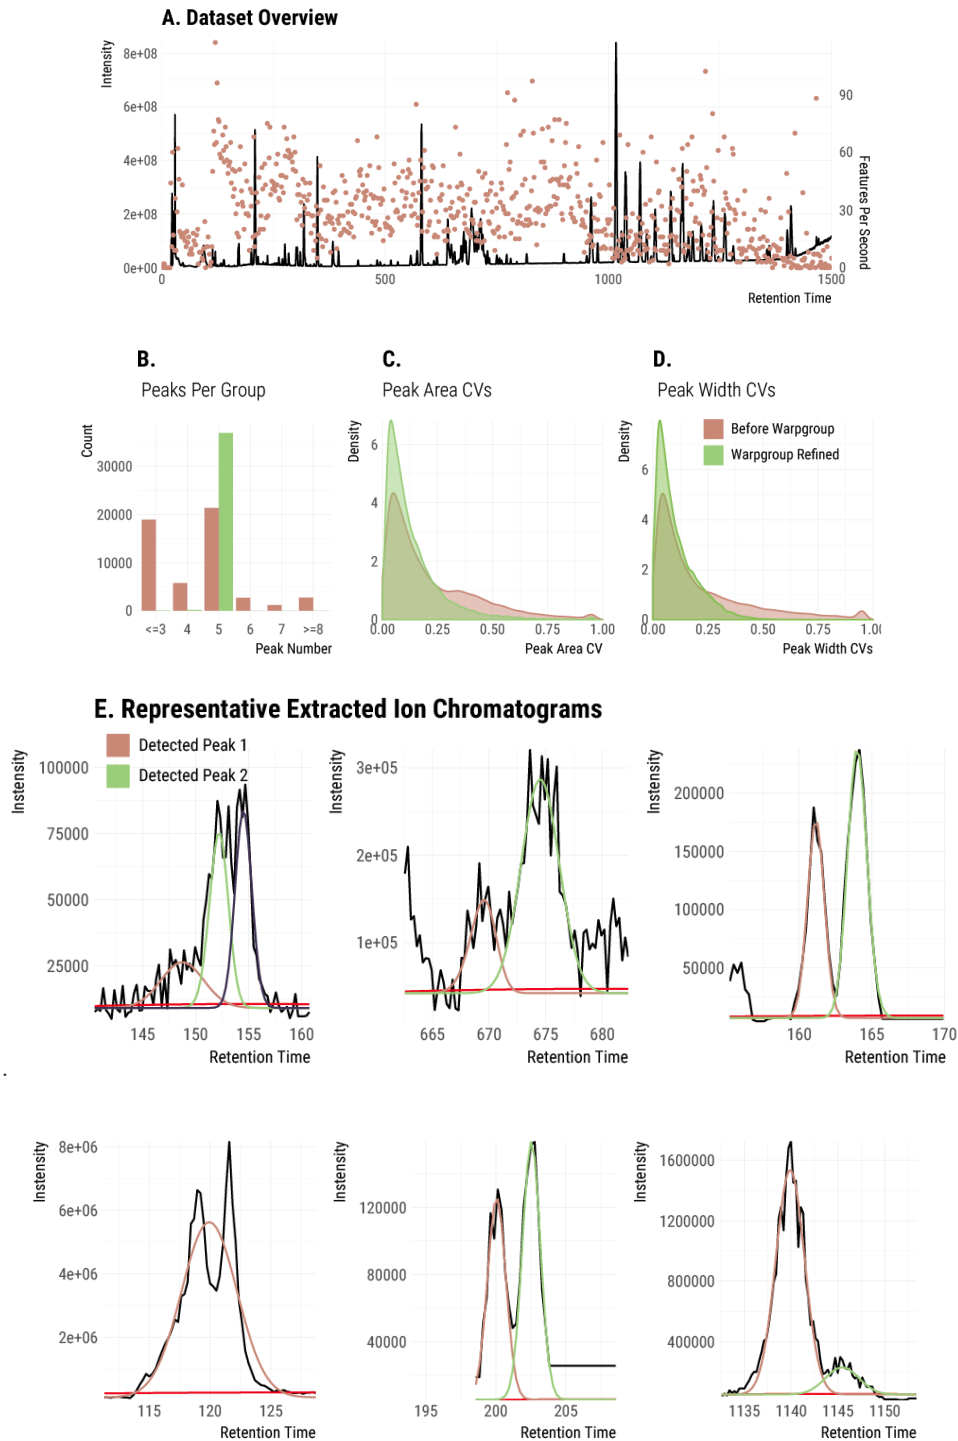 A. Dataset Overview
Intensity
8e+08
6e+08
4e+08
2e+08
0e+00
90
60
30
0
Features Per Second
0
500
1000
1500
Retention Time
B.
C.
D.
Peaks Per Group
Peak Area CVs
Peak Width CVs
Count
30000
20000
10000
0
<=3
4
5
6
7
>=8
Peak Number
Density
6
4
2
0
0.00
0.25
0.50
0.75
1.00
Peak Area CV
Density
6
4
2
0
0.00
0.25
0.50
0.75
1.0
Peak Width CVs
Before Warpgroup
Warpgroup Refined
E. Representative Extracted Ion Chromatograms
Detected Peak 1
Detected Peak 2
Instensity
100000
75000
50000
25000
145
150
155
160
Retention Time
Instensity
3e+05
2e+05
1e+05
665
670
675
680
Retention Time
Instensity
200000
150000
100000
50000
160
165
170
Retention Time
.
Instensity
8e+06
6e+06
4e+06
2e+06
115
120
125
Retention Time
Instensity
120000
80000
40000
195
200
205
Retention Time
Instensity
1600000
1200000
800000
400000
1135
1140
1145
1150
Retention Time